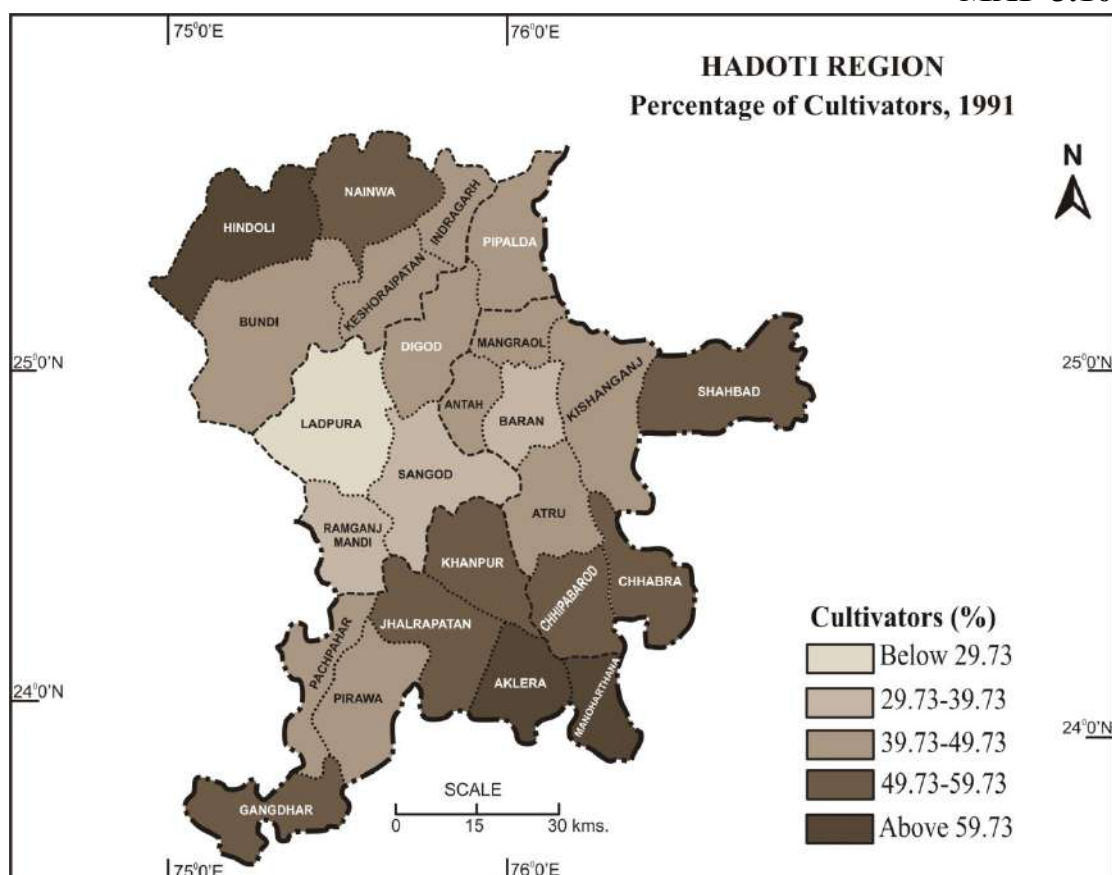 75°0'E
76°0'E
HADOTI REGION
Percentage of Cultivators, 1991
N
NAINWA
HINDOLI
INDRAGARH
PIPALDA
KESHORAIPATAN
BUNDI
DIGOD
MANGRAOL
25°0'N
25°0'N
KISHANGANJ
SHAHBAD
ANTAH
BARAN
LADPURA
SANGOD
ATRU
RAMGANJ
MANDI
KHANPUR
CHHIPABAROD
CHHABRA
JHALRAPATAN
PACHPAHAR
PIRAWA
AKLERA
MANOHARTHANA
24°0'N
24°0'N
GANGDHAR
Cultivators (%)
Below 29.73
29.73-39.73
39.73-49.73
49.73-59.73
Above 59.73
SCALE
0 15 30 kms.
75°0'E
76°0'E